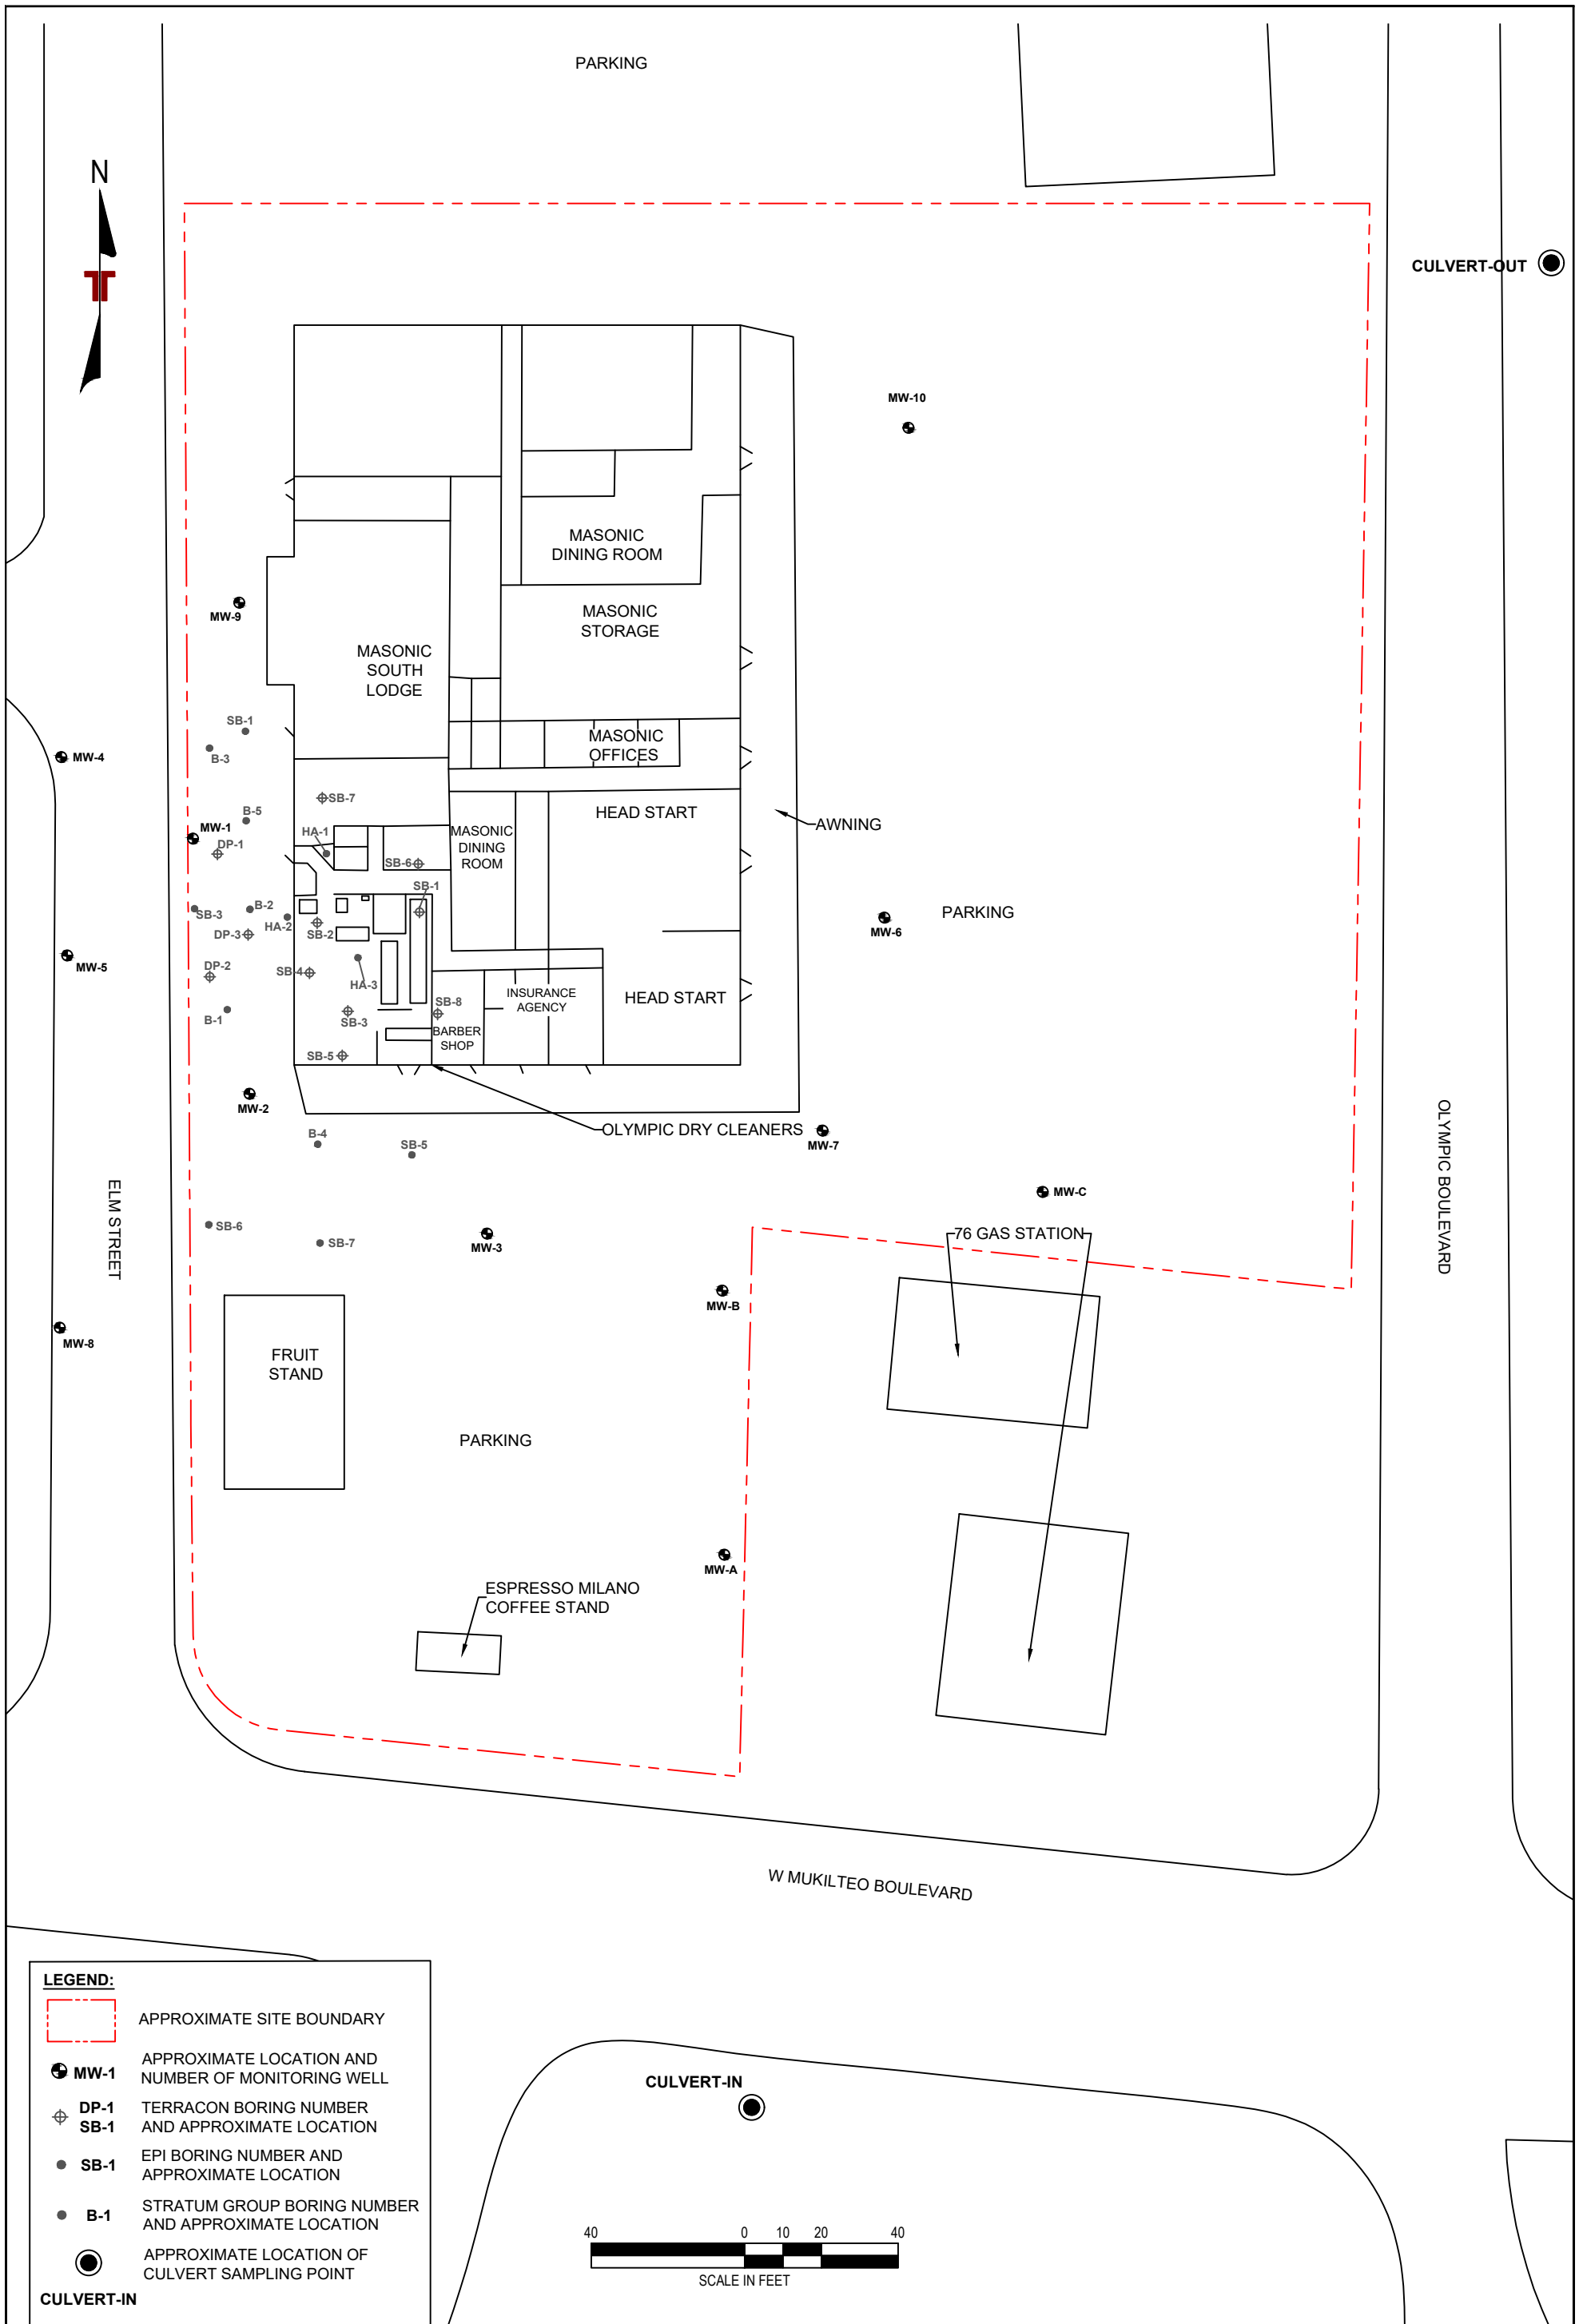 PARKING
N
CULVERT-OUT
MW-10
MASONIC
DINING ROOM
MASONIC
STORAGE
MW-9
MASONIC
SOUTH
LODGE
SB-1
B-3
MASONIC
OFFICES
MW-4
SB-7
B-5
HEAD START
AWNING
MW-1
HA-1
MASONIC
DINING
ROOM
DP-1
SB-6
SB-1
SB-3
B-2
HA-2
SB-2
DP-3
PARKING
MW-6
MW-5
DP-2
SB-4
HA-3
INSURANCE
AGENCY
HEAD START
SB-8
B-1
SB-3
BARBER
SHOP
SB-5
MW-2
B-4
SB-5
OLYMPIC DRY CLEANERS
MW-7
OLYMPIC BOULEVARD
ELM STREET
MW-C
SB-6
SB-7
MW-3
76 GAS STATION
MW-B
MW-8
FRUIT
STAND
PARKING
MW-A
ESPRESSO MILANO
COFFEE STAND
W MUKILTEO BOULEVARD
LEGEND:
APPROXIMATE SITE BOUNDARY
MW-1
APPROXIMATE LOCATION AND
NUMBER OF MONITORING WELL
DP-1
SB-1
TERRACON BORING NUMBER
AND APPROXIMATE LOCATION
SB-1
EPI BORING NUMBER AND
APPROXIMATE LOCATION
B-1
STRATUM GROUP BORING NUMBER
AND APPROXIMATE LOCATION
APPROXIMATE LOCATION OF
CULVERT SAMPLING POINT
CULVERT-IN
CULVERT-IN
40 0 10 20 40
SCALE IN FEET